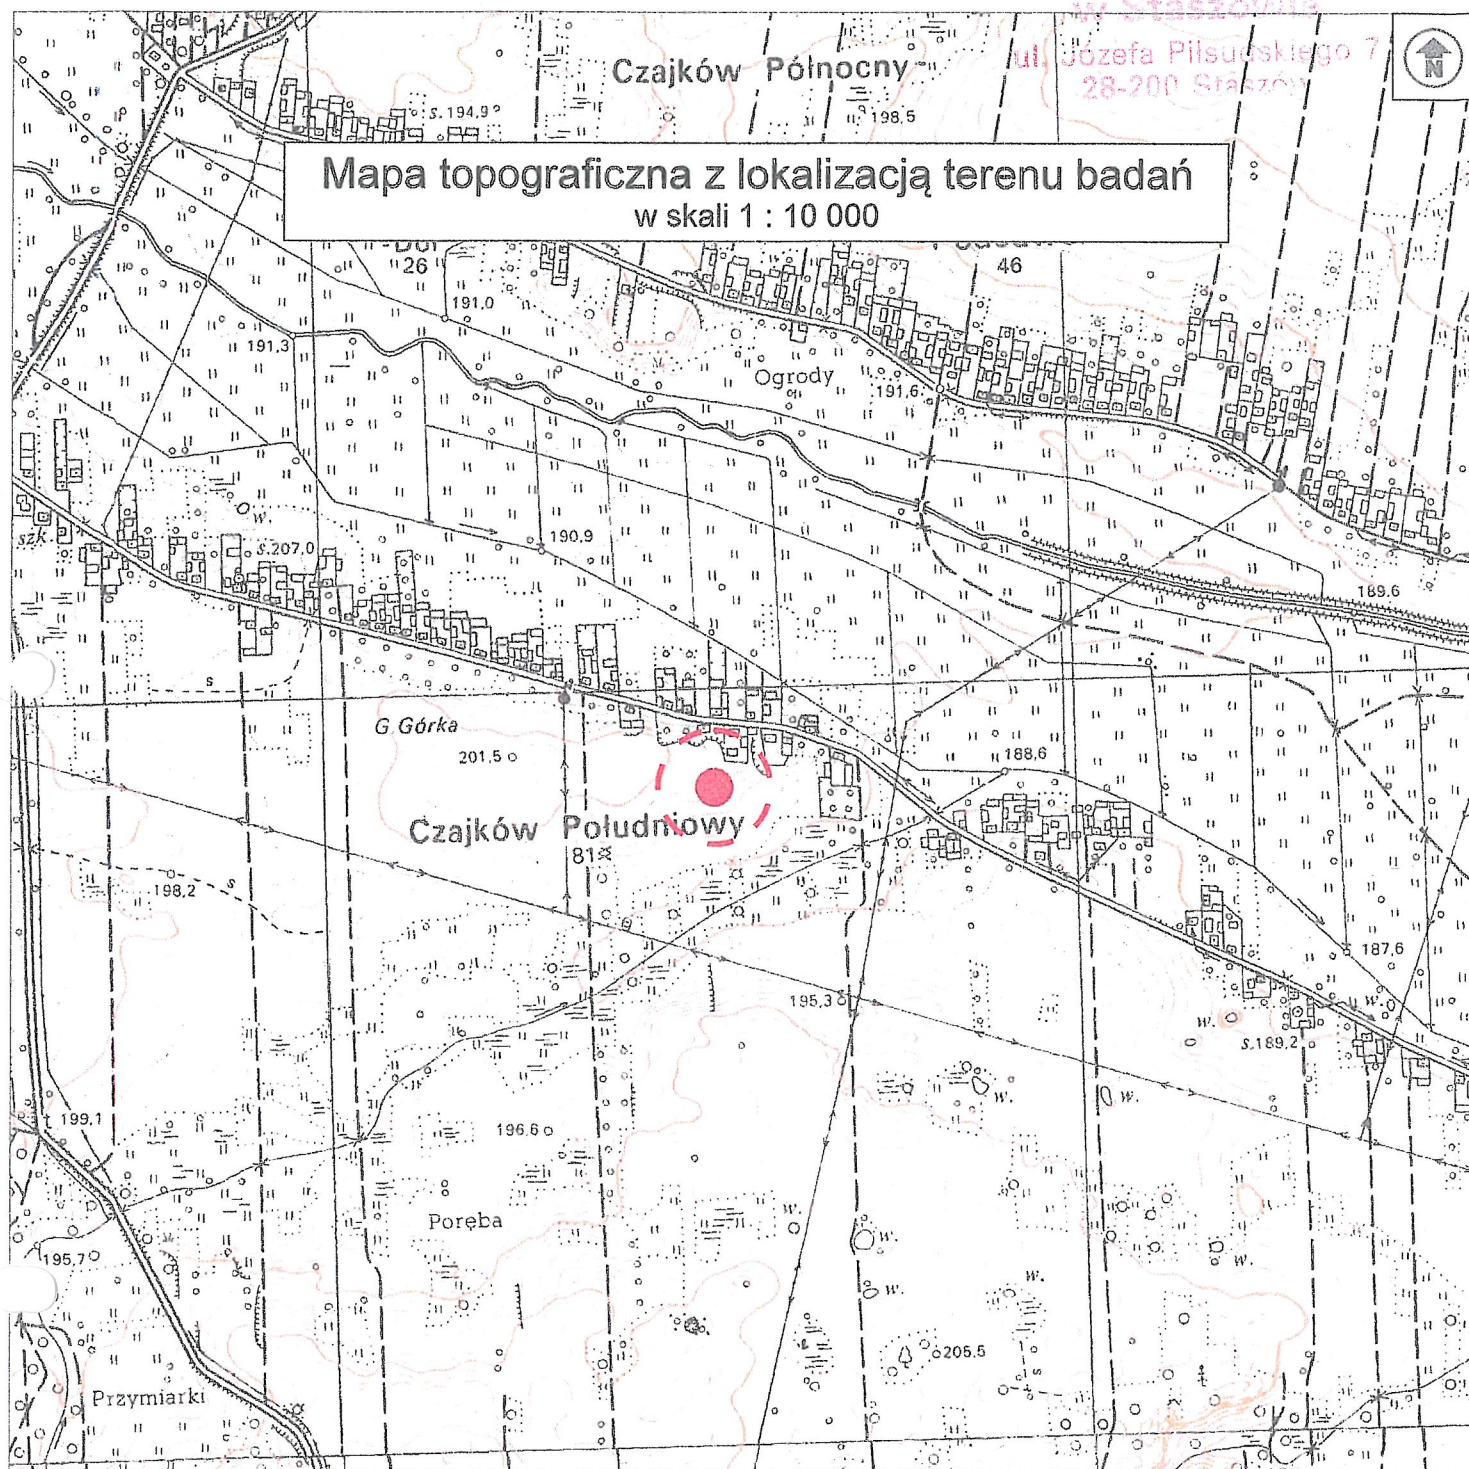 w Staszowie
ul. Józefa Piłsudskiego 7
28-200 Staszów
N
Czajków Północny
s.194,9
198,5
Mapa topograficzna z lokalizacją terenu badań
w skali 1 : 10 000
26
46
191,0
191,3
Ogrody
191,6
szk.
w.
s.207,0
190,9
189,6
s
G. Górka
201,5
188,6
Czajków Południowy
81
198,2
s
187,6
195,3
w.
w.
s.189,2
w.
w.
t
199,1
196,6
Poręba
w.
w.
195,7
w.
w.
w.
205,5
s
Przymiarki